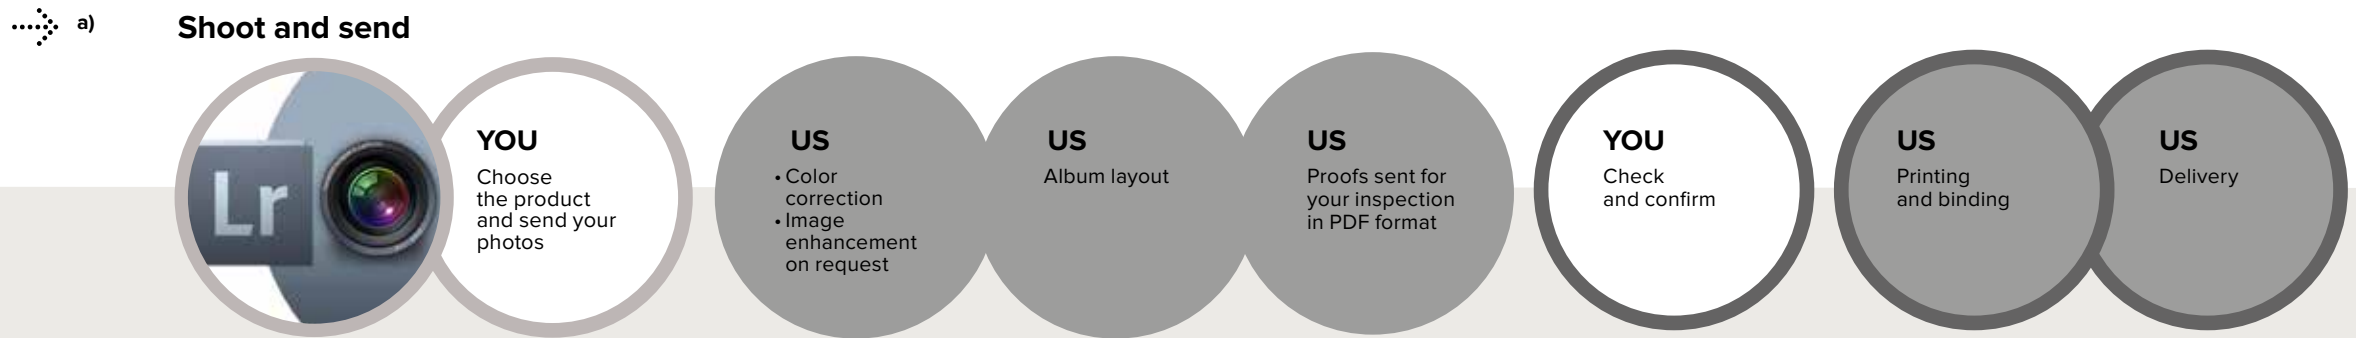 a)
Shoot and send
Lr
YOU
Choose
the product
and send your
photos
US
• Color
correction
• Image
enhancement
on request
US
Album layout
US
Proofs sent for
your inspection
in PDF format
YOU
Check
and confirm
US
Printing
and binding
US
Delivery